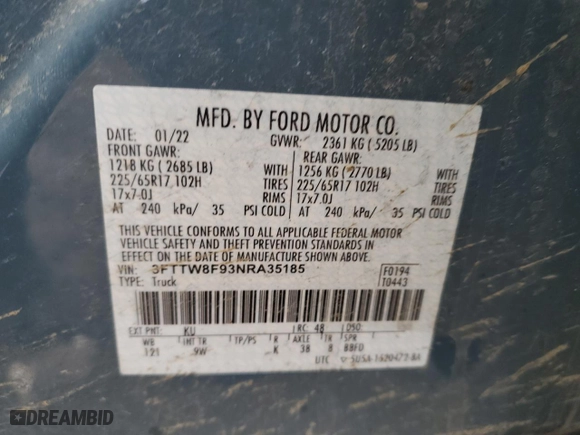 MFD. BY FORD MOTOR CO.
DATE: 01/22 GVWR: 2361 KG ( 5205 LB)
FRONT GAWR: REAR GAWR:
1218 KG ( 2685 LB) WITH 1256 KG ( 2770 LB) WITH
225/65R17 102H TIRES 225/65R17 102H TIRES
17x7.0J RIMS 17x7.0J RIMS
AT 240 kPa/ 35 PSI COLD AT 240 kPa/ 35 PSI COLD
THIS VEHICLE CONFORMS TO ALL APPLICABLE FEDERAL MOTOR
VEHICLE SAFETY AND THEFT PREVENTION STANDARDS IN
EFFECT ON THE DATE OF MANUFACTURE SHOWN ABOVE.
VIN: 3FTTW8F93NRA35185 F0194
TYPE: Truck T0443
EXT PNT: KU RC: 48 DSO:
WB INT TR TP/PS R AXLE TR SPR
121 9W K 38 8 BBFD
UTC
DREAMBID